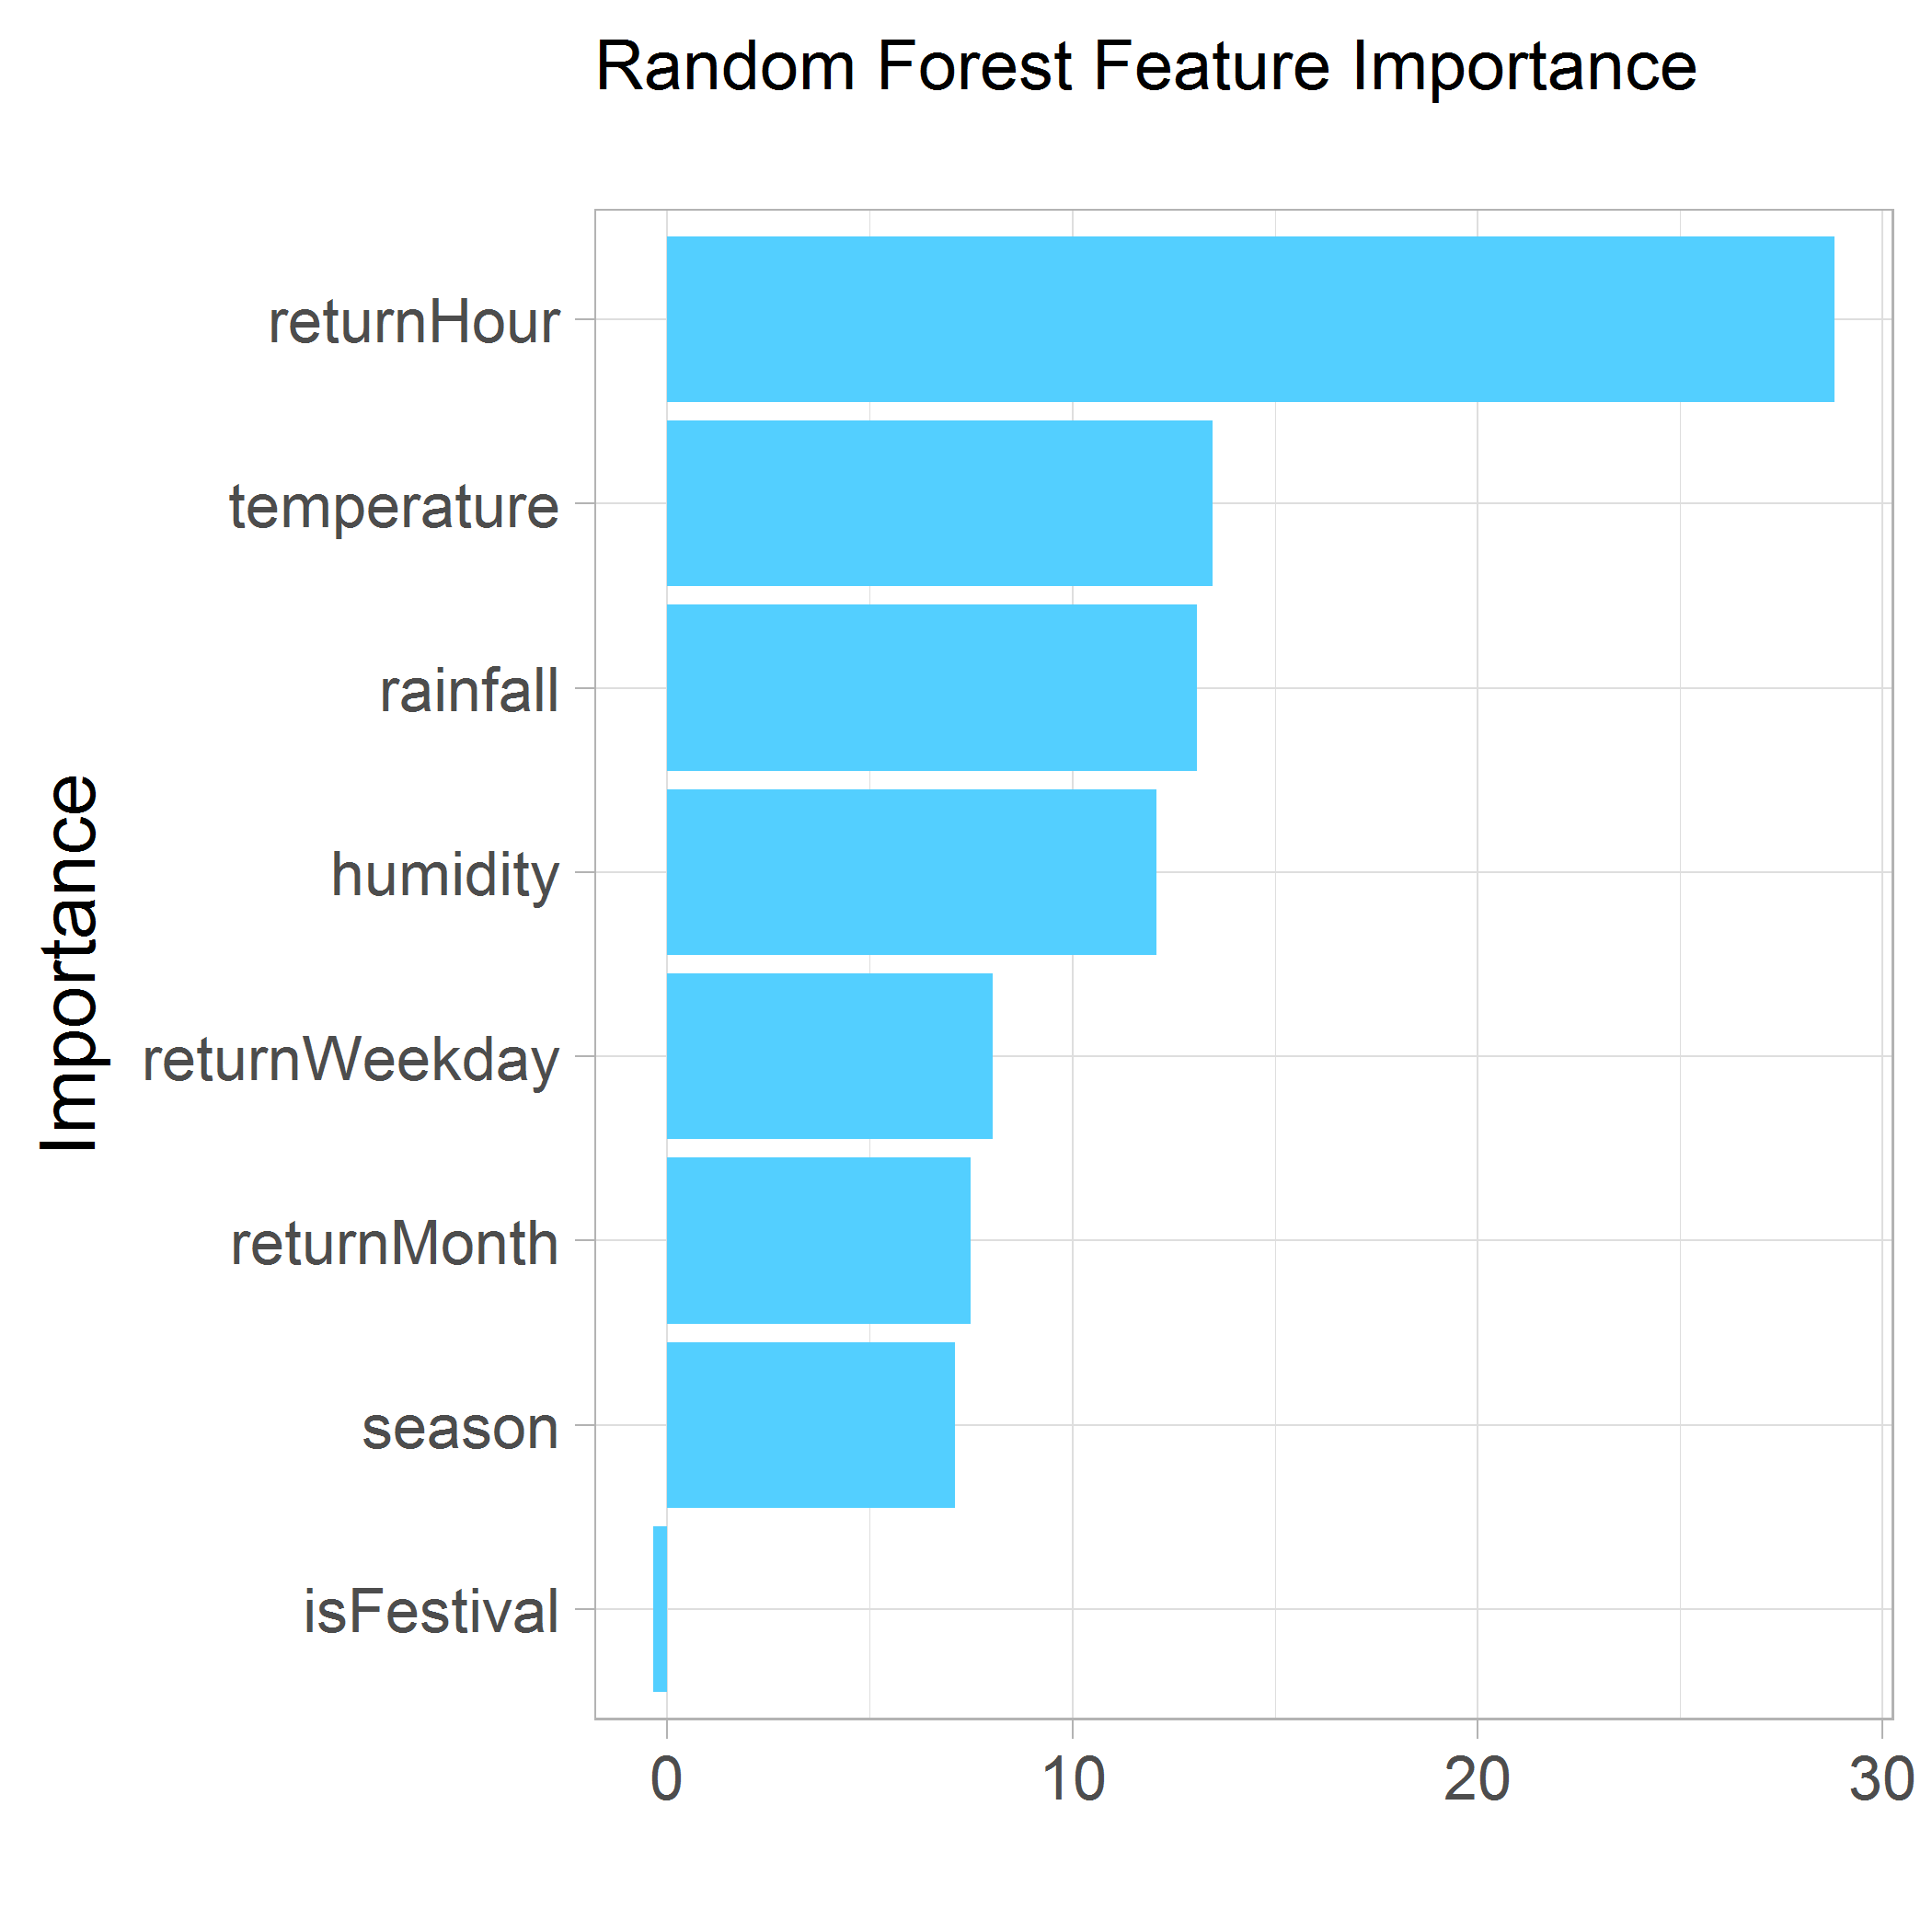 Random Forest Feature Importance
Importance
returnHour
temperature
rainfall
humidity
returnWeekday
returnMonth
season
isFestival
0 10 20 30